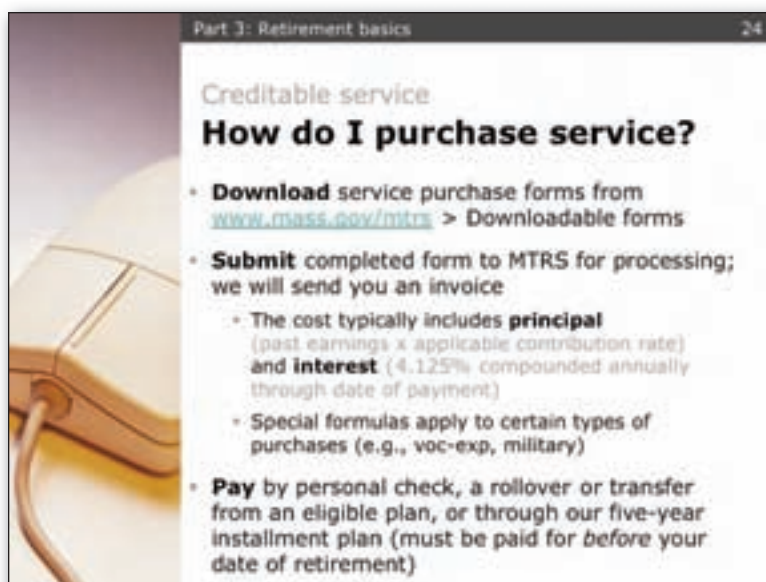 Part 3: Retirement basics 24
Creditable service
How do I purchase service?
• Download service purchase forms from
www.mass.gov/mtrs > Downloadable forms
• Submit completed form to MTRS for processing;
we will send you an invoice
• The cost typically includes principal
(past earnings x applicable contribution rate)
and interest (4.125% compounded annually
through date of payment)
• Special formulas apply to certain types of
purchases (e.g., voc-exp, military)
• Pay by personal check, a rollover or transfer
from an eligible plan, or through our five-year
installment plan (must be paid for before your
date of retirement)